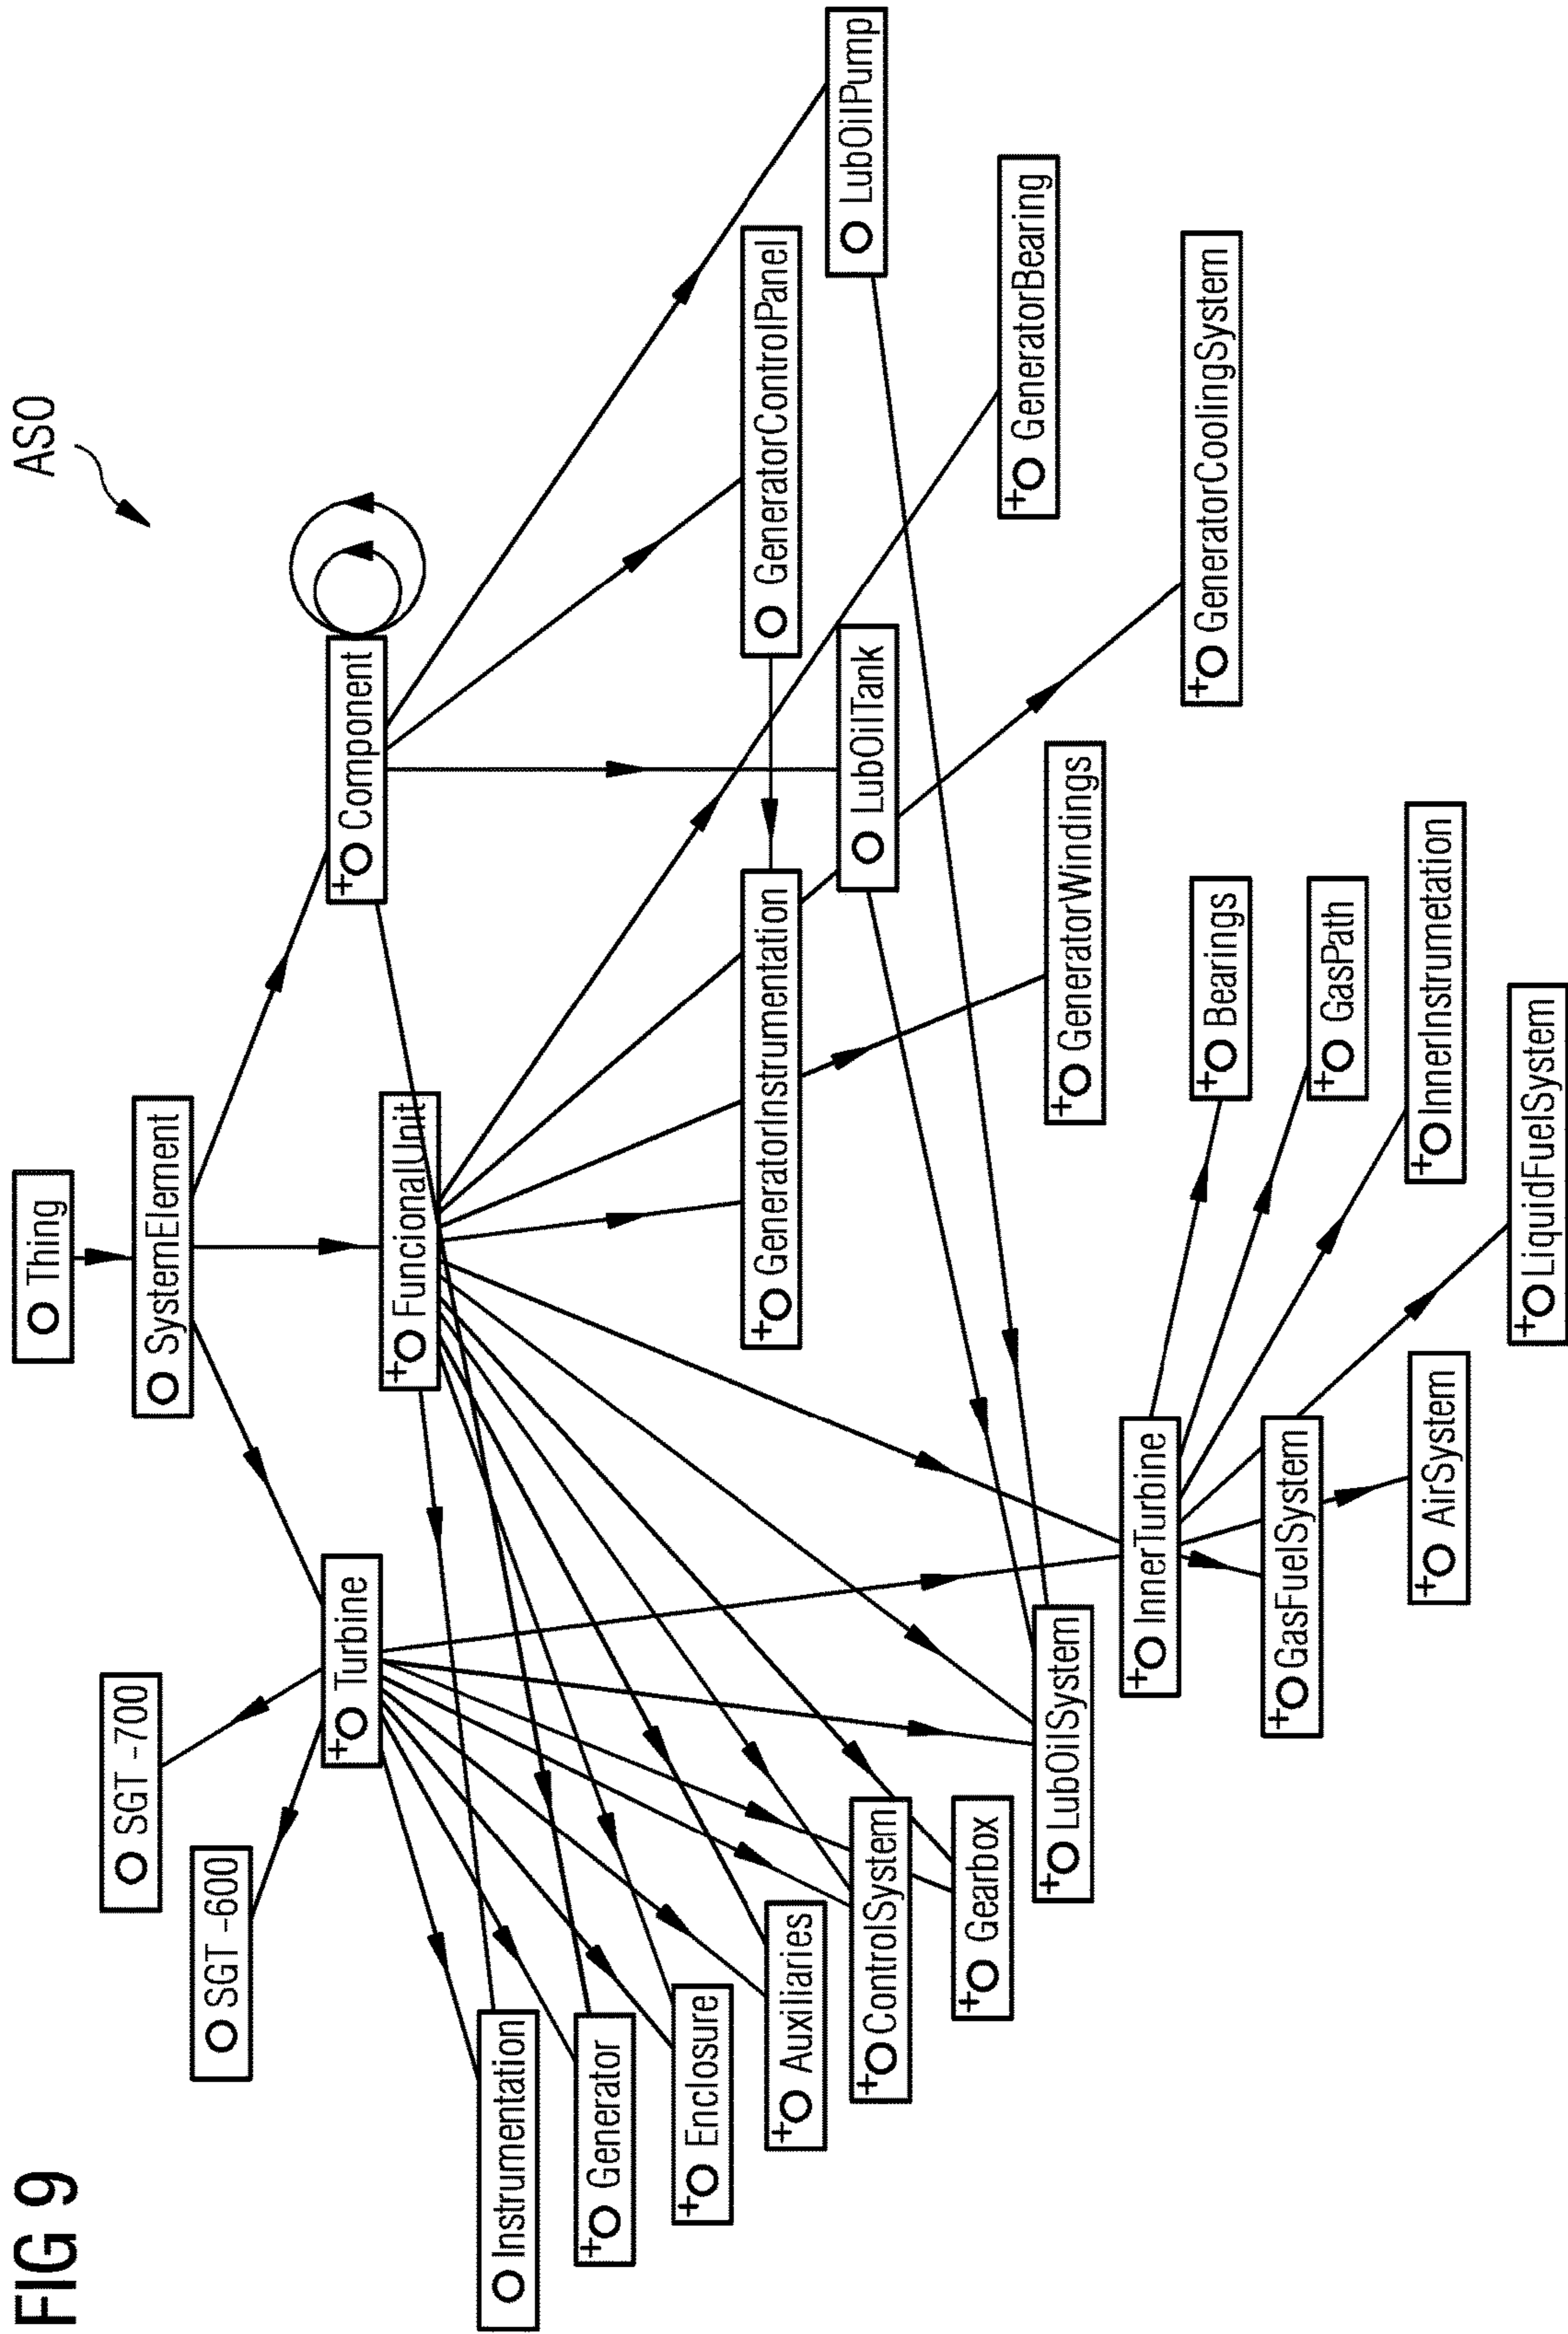 FIG 9
ASO
Thing
SystemElement
SGT -700
SGT -600
+ Turbine
+ FuncionalUnit
+ Component
Instrumentation
+ Generator
+ Enclosure
+ Auxiliaries
+ ControlSystem
+ Gearbox
+ LubOilSystem
+ GeneratorInstrumentation
GeneratorControlPanel
LubOilTank
LubOilPump
+ GeneratorBearing
+ GeneratorWindings
+ GeneratorCoolingSystem
+ InnerTurbine
+ Bearings
+ GasFuelSystem
+ GasPath
+ AirSystem
+ InnerInstrumetation
+ LiquidFuelSystem